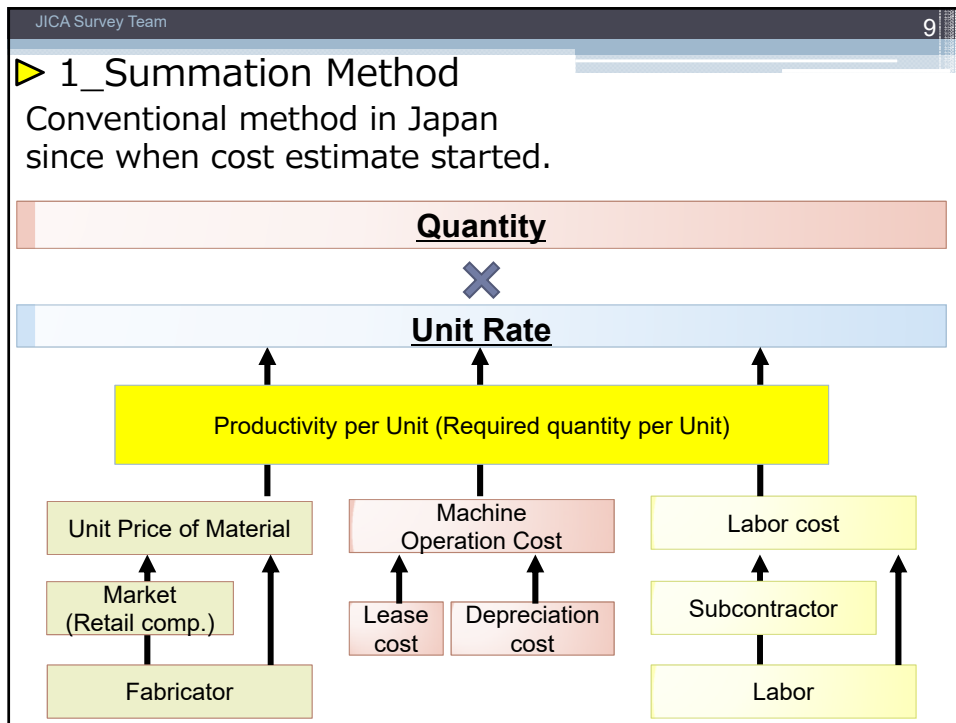 JICA Survey Team
9
1_Summation Method
Conventional method in Japan
since when cost estimate started.
Quantity
Unit Rate
Productivity per Unit (Required quantity per Unit)
Unit Price of Material
Machine
Operation Cost
Labor cost
Market
(Retail comp.)
Lease
cost
Depreciation
cost
Subcontractor
Fabricator
Labor